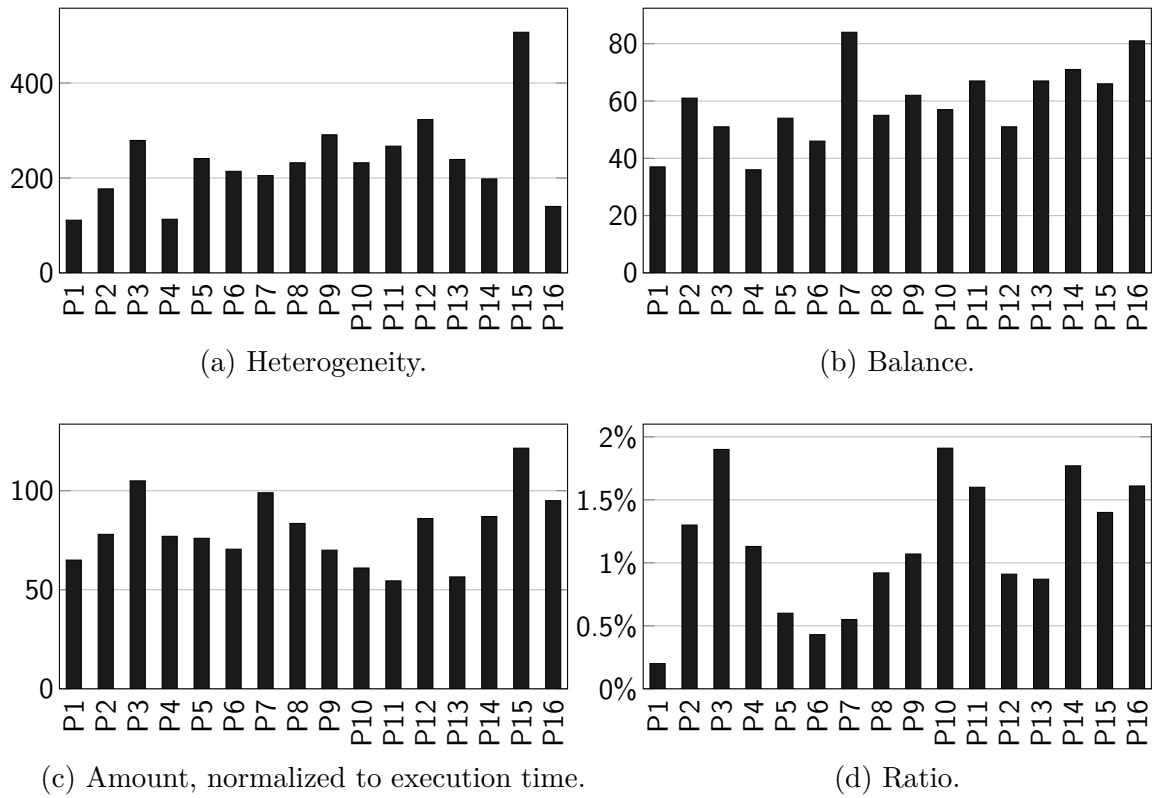 400
200
0
P1 P2 P3 P4 P5 P6 P7 P8 P9 P10 P11 P12 P13 P14 P15 P16
(a) Heterogeneity.
80
60
40
20
0
P1 P2 P3 P4 P5 P6 P7 P8 P9 P10 P11 P12 P13 P14 P15 P16
(b) Balance.
100
50
0
P1 P2 P3 P4 P5 P6 P7 P8 P9 P10 P11 P12 P13 P14 P15 P16
(c) Amount, normalized to execution time.
2%
1.5%
1%
0.5%
0%
P1 P2 P3 P4 P5 P6 P7 P8 P9 P10 P11 P12 P13 P14 P15 P16
(d) Ratio.